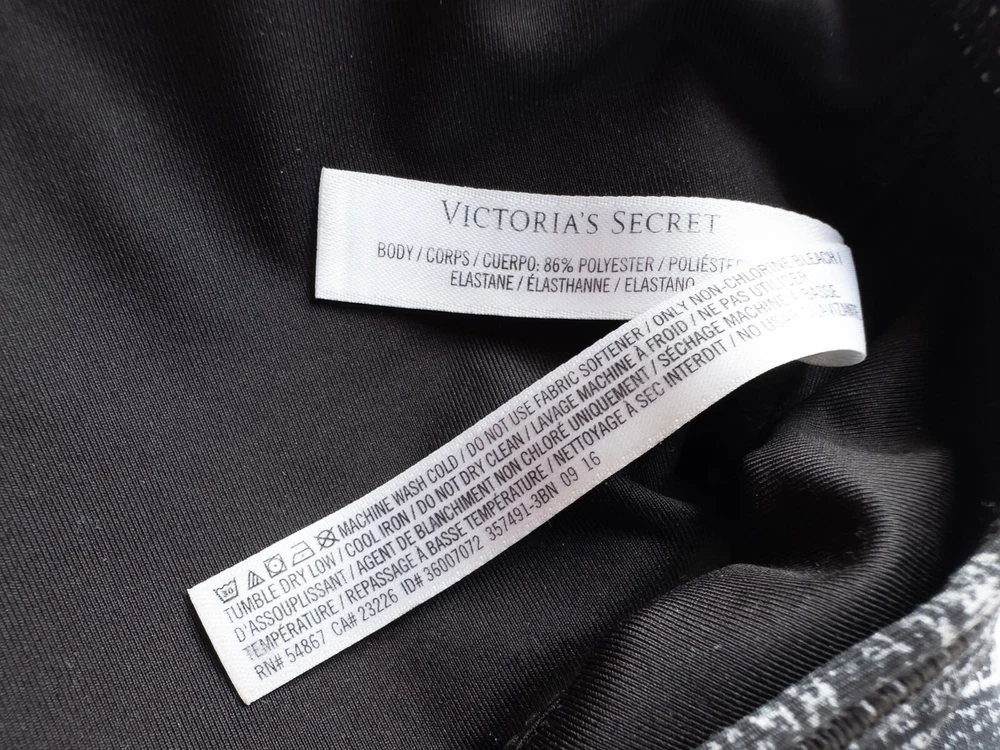 VICTORIA'S SECRET
BODY / CORPS / CUERPO: 86% POLYESTER / POLIÉSTE
ELASTANE / ÉLASTHANNE / ELASTANO
30
MACHINE WASH COLD / DO NOT USE FABRIC SOFTENER / ONLY NON-CHLORINE BLEACH /
TUMBLE DRY LOW / COOL IRON / DO NOT DRY CLEAN / LAVAGE MACHINE À FROID / NE PAS UTILISER
D'ASSOUPLISSANT / AGENT DE BLANCHIMENT NON CHLORÉ UNIQUEMENT / SÉCHAGE MACHINE À BASSE
TEMPÉRATURE / REPASSAGE À BASSE TEMPÉRATURE / NETTOYAGE À SEC INTERDIT / NO
RN# 54867 CA# 23226 ID# 36007072 357491-3BN 09 16